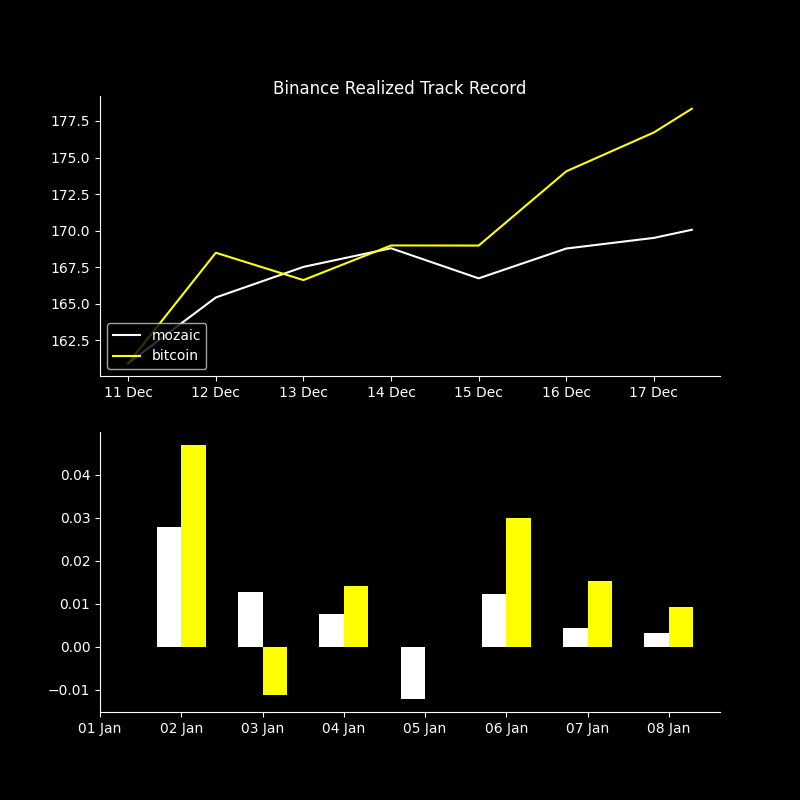 Binance Realized Track Record
177.5
175.0
172.5
170.0
167.5
165.0
162.5
mozaic
bitcoin
11 Dec 12 Dec 13 Dec 14 Dec 15 Dec 16 Dec 17 Dec
0.04
0.03
0.02
0.01
0.00
−0.01
01 Jan 02 Jan 03 Jan 04 Jan 05 Jan 06 Jan 07 Jan 08 Jan